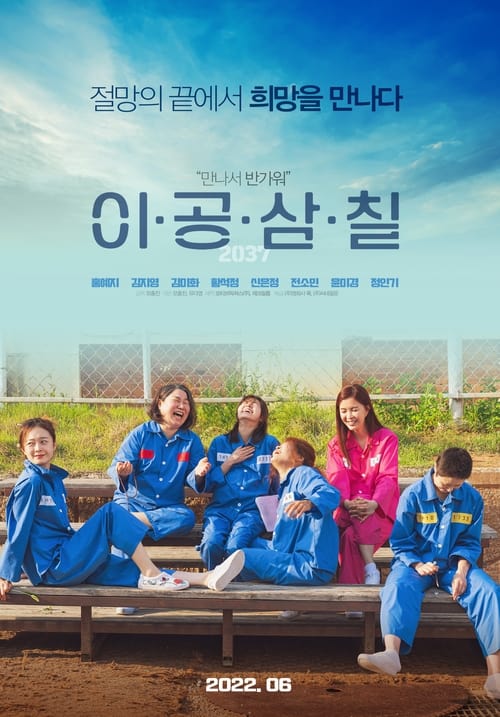 절망의 끝에서 희망을 만나다
“만나서 반가워”
이·공·삼·칠
2037
홍예지 김지영 김미화 황석정 신은정 전소민 윤미경 정인기
2022. 06